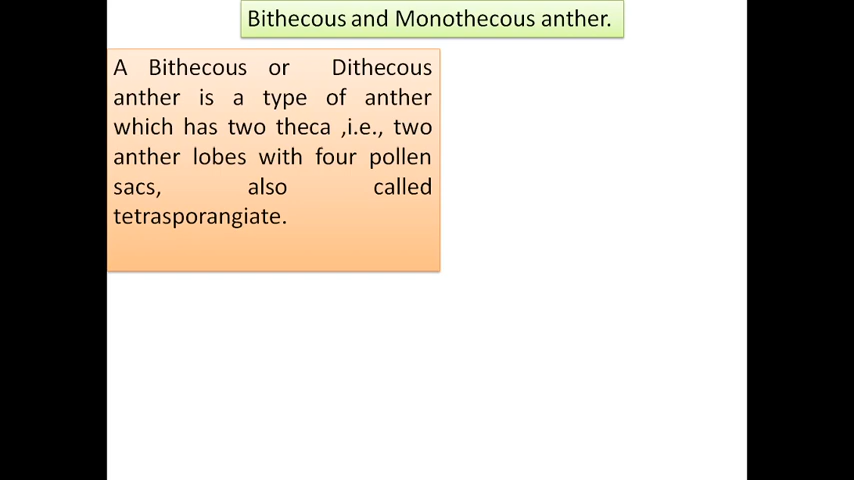 Bithecous and Monothecous anther.
A Bithecous or Dithecous
anther is a type of anther
which has two theca ,i.e., two
anther lobes with four pollen
sacs, also called
tetrasporangiate.